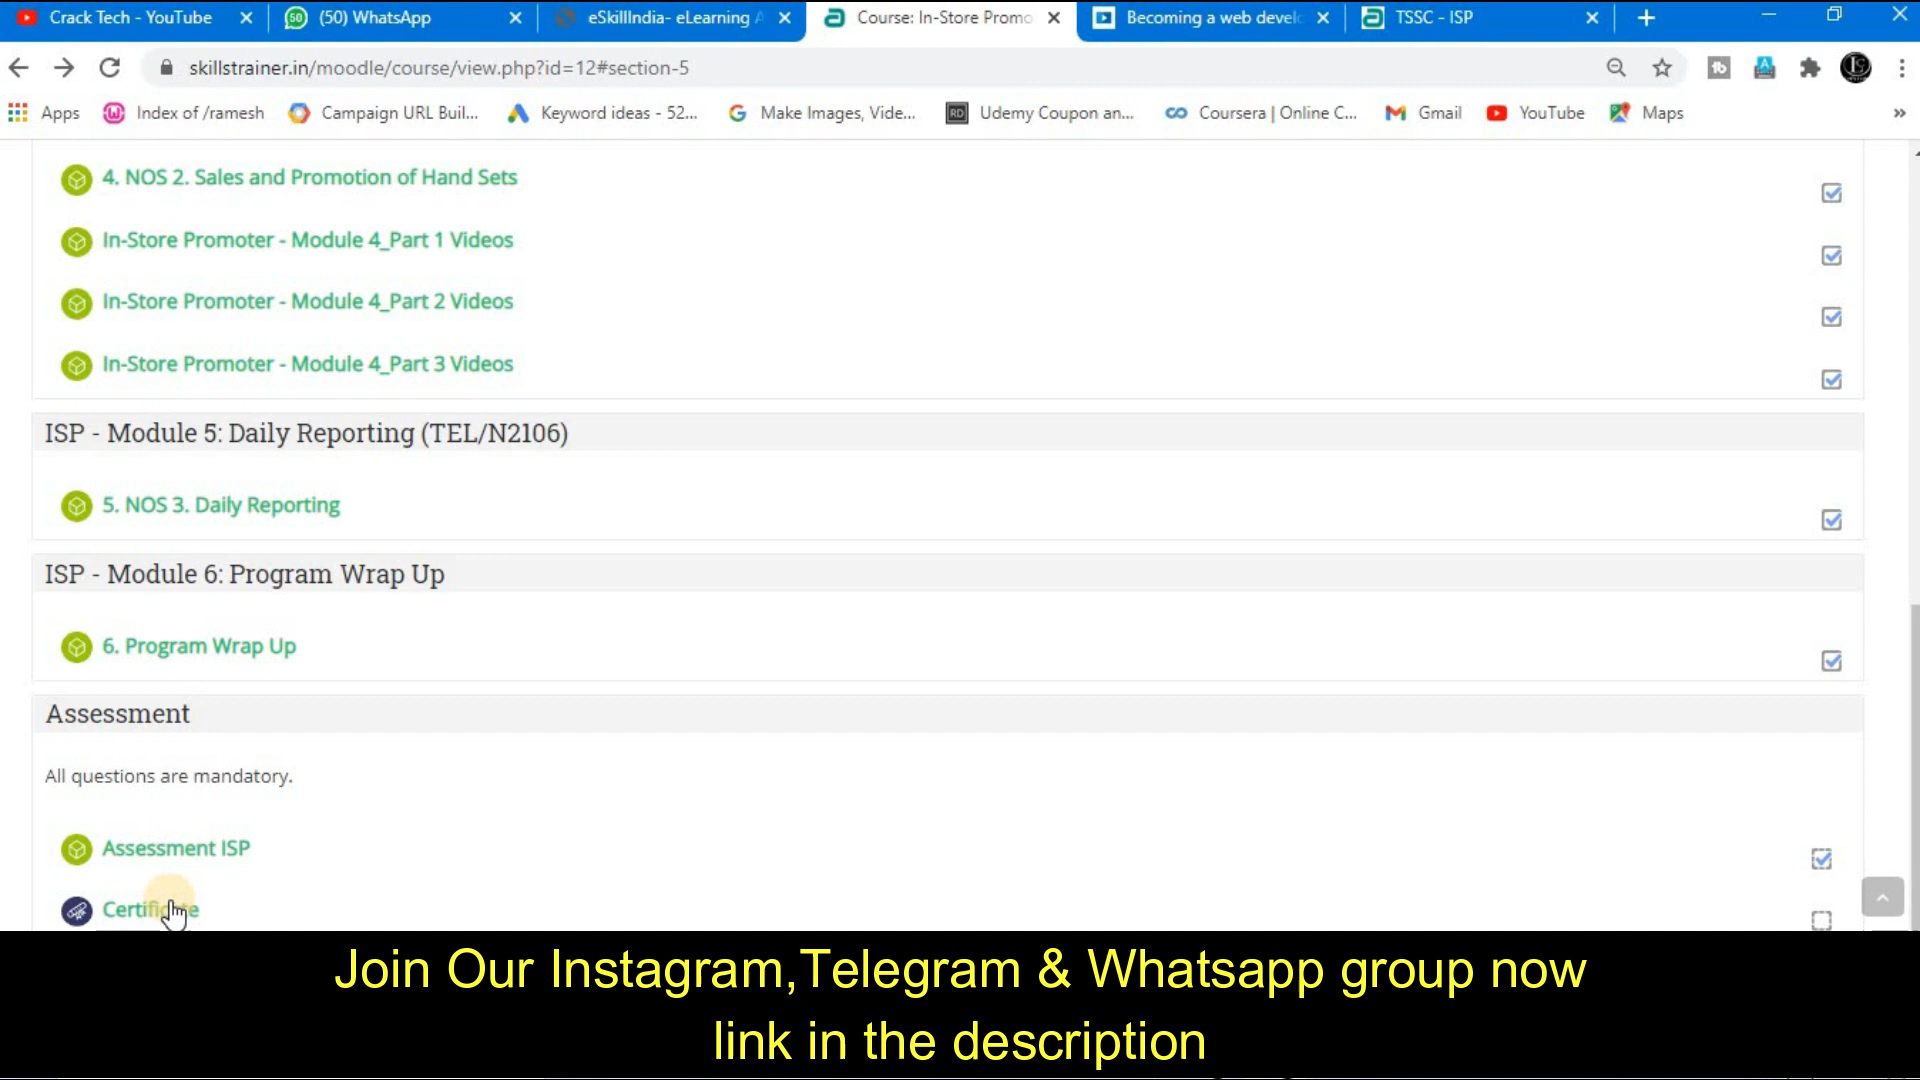 Crack Tech - YouTube
50 (50) WhatsApp
eSkillIndia- eLearning A
Course: In-Store Promo
Becoming a web develo
TSSC - ISP
skillstrainer.in/moodle/course/view.php?id=12#section-5
Apps
Index of /ramesh
Campaign URL Buil...
Keyword ideas - 52...
Make Images, Vide...
RD Udemy Coupon an...
Coursera | Online C...
Gmail
YouTube
Maps
4. NOS 2. Sales and Promotion of Hand Sets
In-Store Promoter - Module 4_Part 1 Videos
In-Store Promoter - Module 4_Part 2 Videos
In-Store Promoter - Module 4_Part 3 Videos
ISP - Module 5: Daily Reporting (TEL/N2106)
5. NOS 3. Daily Reporting
ISP - Module 6: Program Wrap Up
6. Program Wrap Up
Assessment
All questions are mandatory.
Assessment ISP
Certificate
Join Our Instagram,Telegram & Whatsapp group now
link in the description